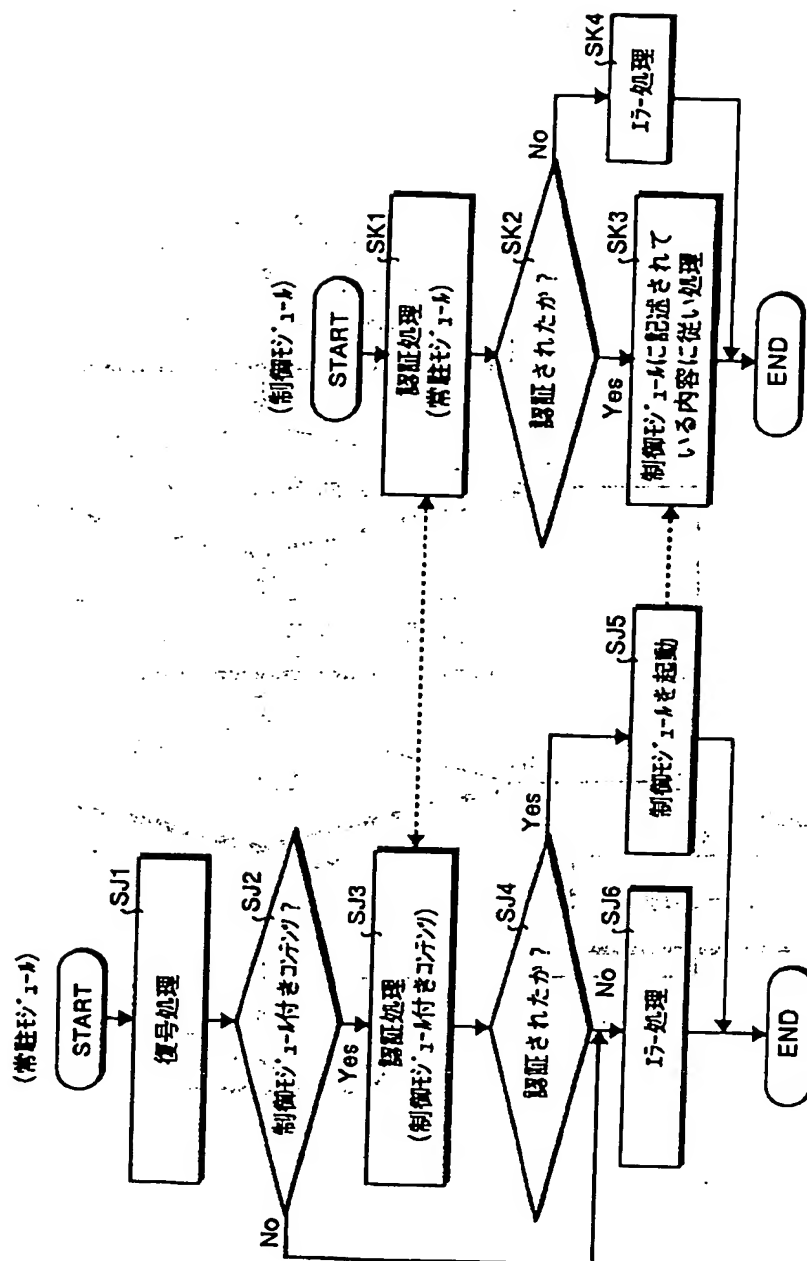 (常駐モジュール)
START
SJ1
復号処理
SJ2
制御モジュール付きコンテンツ?
No
Yes
SJ3
認証処理
(制御モジュール付きコンテンツ)
SJ4
認証されたか?
Yes
No
SJ5
制御モジュールを起動
SJ6
エラー処理
END
(制御モジュール)
START
SK1
認証処理
(常駐モジュール)
SK2
認証されたか?
No
Yes
SK3
制御モジュールに記述されて
いる内容に従い処理
SK4
エラー処理
END